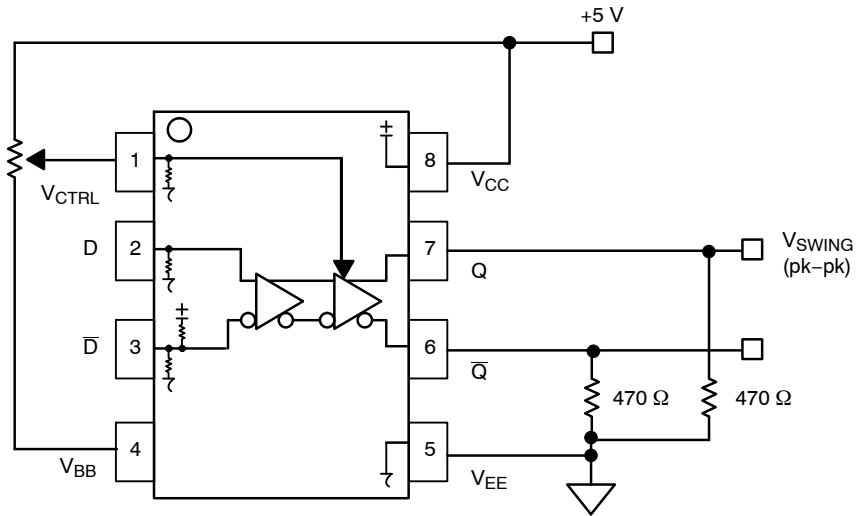 +5 V
1
8
V_CTRL
V_CC
D
2
7
Q
V_SWING
(pk−pk)
D̅
3
6
Q̅
470 Ω
470 Ω
4
5
V_BB
V_EE